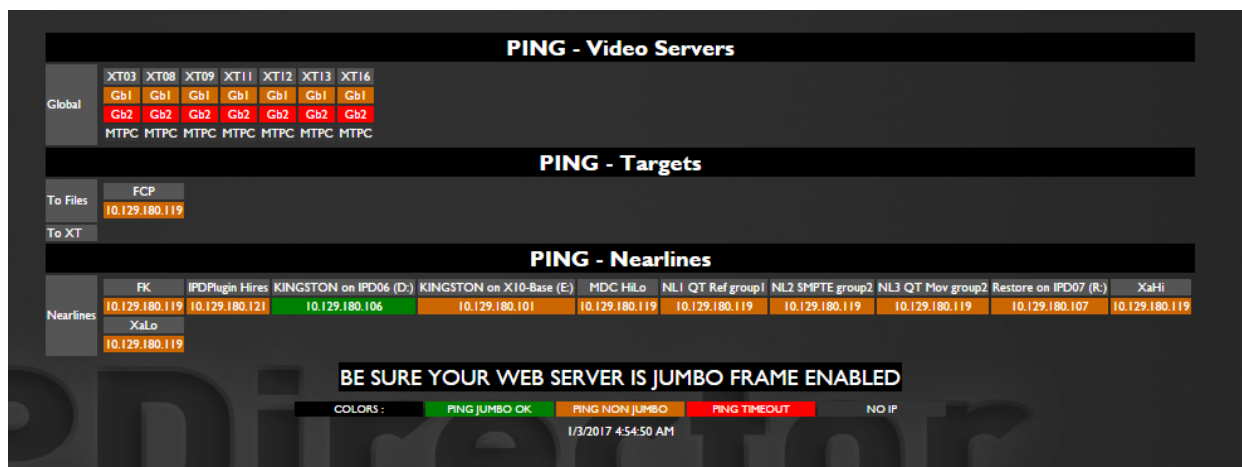 PING - Video Servers
XT03 XT08 XT09 XT11 XT12 XT13 XT16
Global
Gb1 Gb1 Gb1 Gb1 Gb1 Gb1 Gb1
Gb2 Gb2 Gb2 Gb2 Gb2 Gb2 Gb2
MTPC MTPC MTPC MTPC MTPC MTPC MTPC
PING - Targets
To Files
FCP
10.129.180.119
To XT
PING - Nearlines
Nearlines
FK IPDPlugin Hires KINGSTON on IPD06 (D:) KINGSTON on X10-Base (E:) MDC HiLo NL1 QT Ref group1 NL2 SMPTE group2 NL3 QT Mov group2 Restore on IPD07 (R:) XaHi
10.129.180.119 10.129.180.121 10.129.180.106 10.129.180.101 10.129.180.119 10.129.180.119 10.129.180.119 10.129.180.119 10.129.180.107 10.129.180.119
XaLo
10.129.180.119
BE SURE YOUR WEB SERVER IS JUMBO FRAME ENABLED
COLORS : PING JUMBO OK PING NON JUMBO PING TIMEOUT NO IP
1/3/2017 4:54:50 AM
PDirector